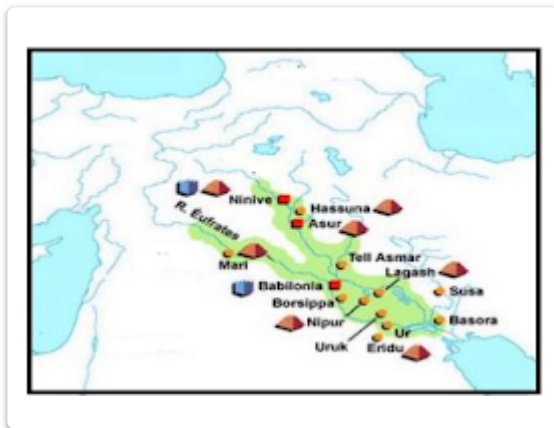 Ninive
Hassuna
Asur
R. Éufrates
Mari
Tell Asmar
Lagash
Babilonia
Susa
Borsippa
Nipur
Basora
Uruk
Ur
Eridu